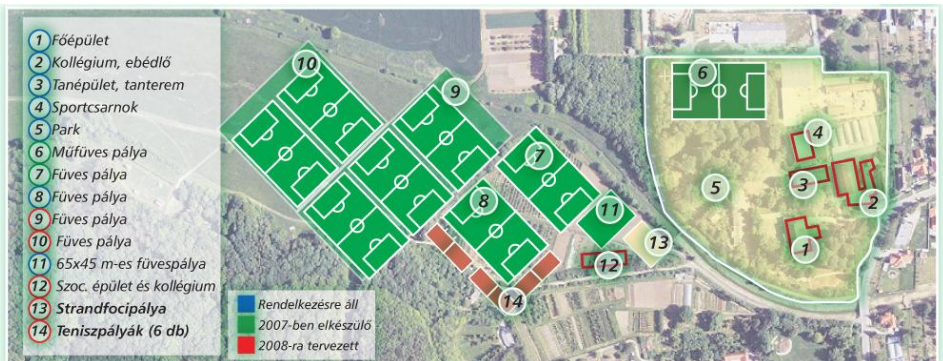 1 Főépület
2 Kollégium, ebédlő
3 Tanépület, tanterem
4 Sportcsarnok
5 Park
6 Műfüves pálya
7 Füves pálya
8 Füves pálya
9 Füves pálya
10 Füves pálya
11 65x45 m-es füvespálya
12 Szoc. épület és kollégium
13 Strandfocipálya
14 Teniszpályák (6 db)
Rendelkezésre áll
2007-ben elkészülő
2008-ra tervezett
10
9
7
8
11
12
13
14
6
5
4
3
2
1